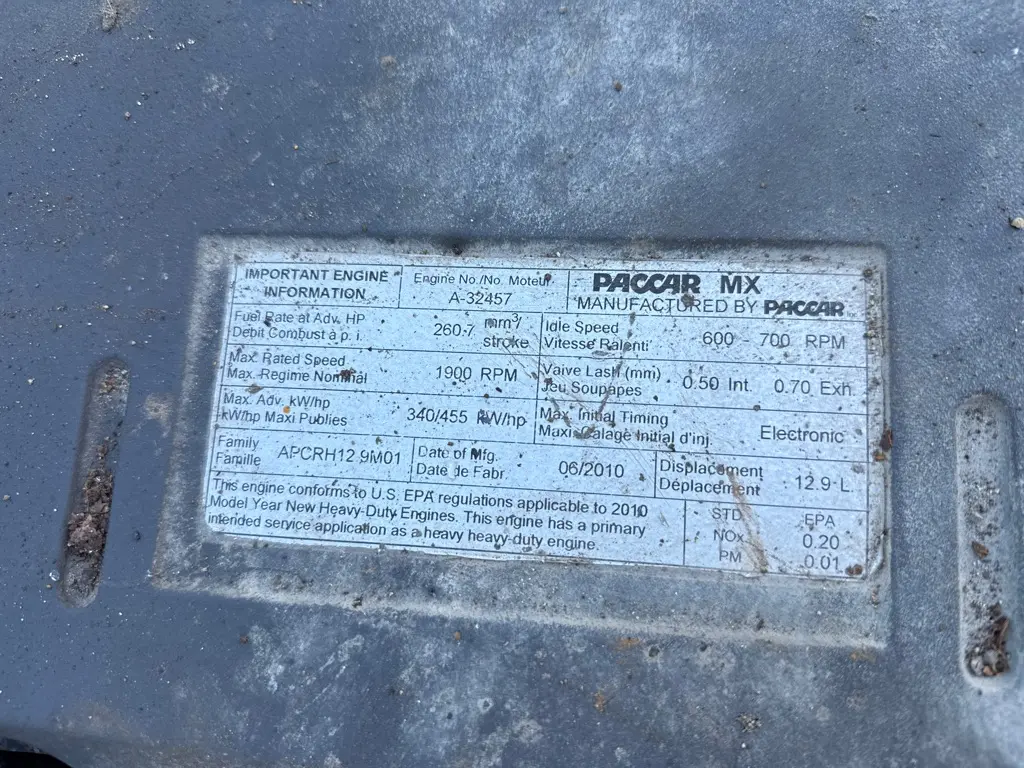 IMPORTANT ENGINE
INFORMATION
Engine No./No. Moteur
A-32457
PACCAR MX
MANUFACTURED BY PACCAR
Fuel Rate at Adv. HP
Débit Combust à p. i.
260.7 mm³/
stroke
Idle Speed
Vitesse Ralenti
600 - 700 RPM
Max. Rated Speed
Max. Regime Nominal
1900 RPM
Valve Lash (mm)
Jeu Soupapes
0.50 Int. 0.70 Exh.
Max. Adv. kW/hp
kW/hp Maxi Publies
340/455 kW/hp
Max. Initial Timing
Maxi Calage Initial d'inj.
Electronic
Family
Famille
APCRH12.9M01
Date of Mfg.
Date de Fabr.
06/2010
Displacement
Déplacement
12.9 L.
This engine conforms to U.S. EPA regulations applicable to 2010
Model Year New Heavy-Duty Engines. This engine has a primary
intended service application as a heavy heavy-duty engine.
STD EPA
NOx 0.20
PM 0.01